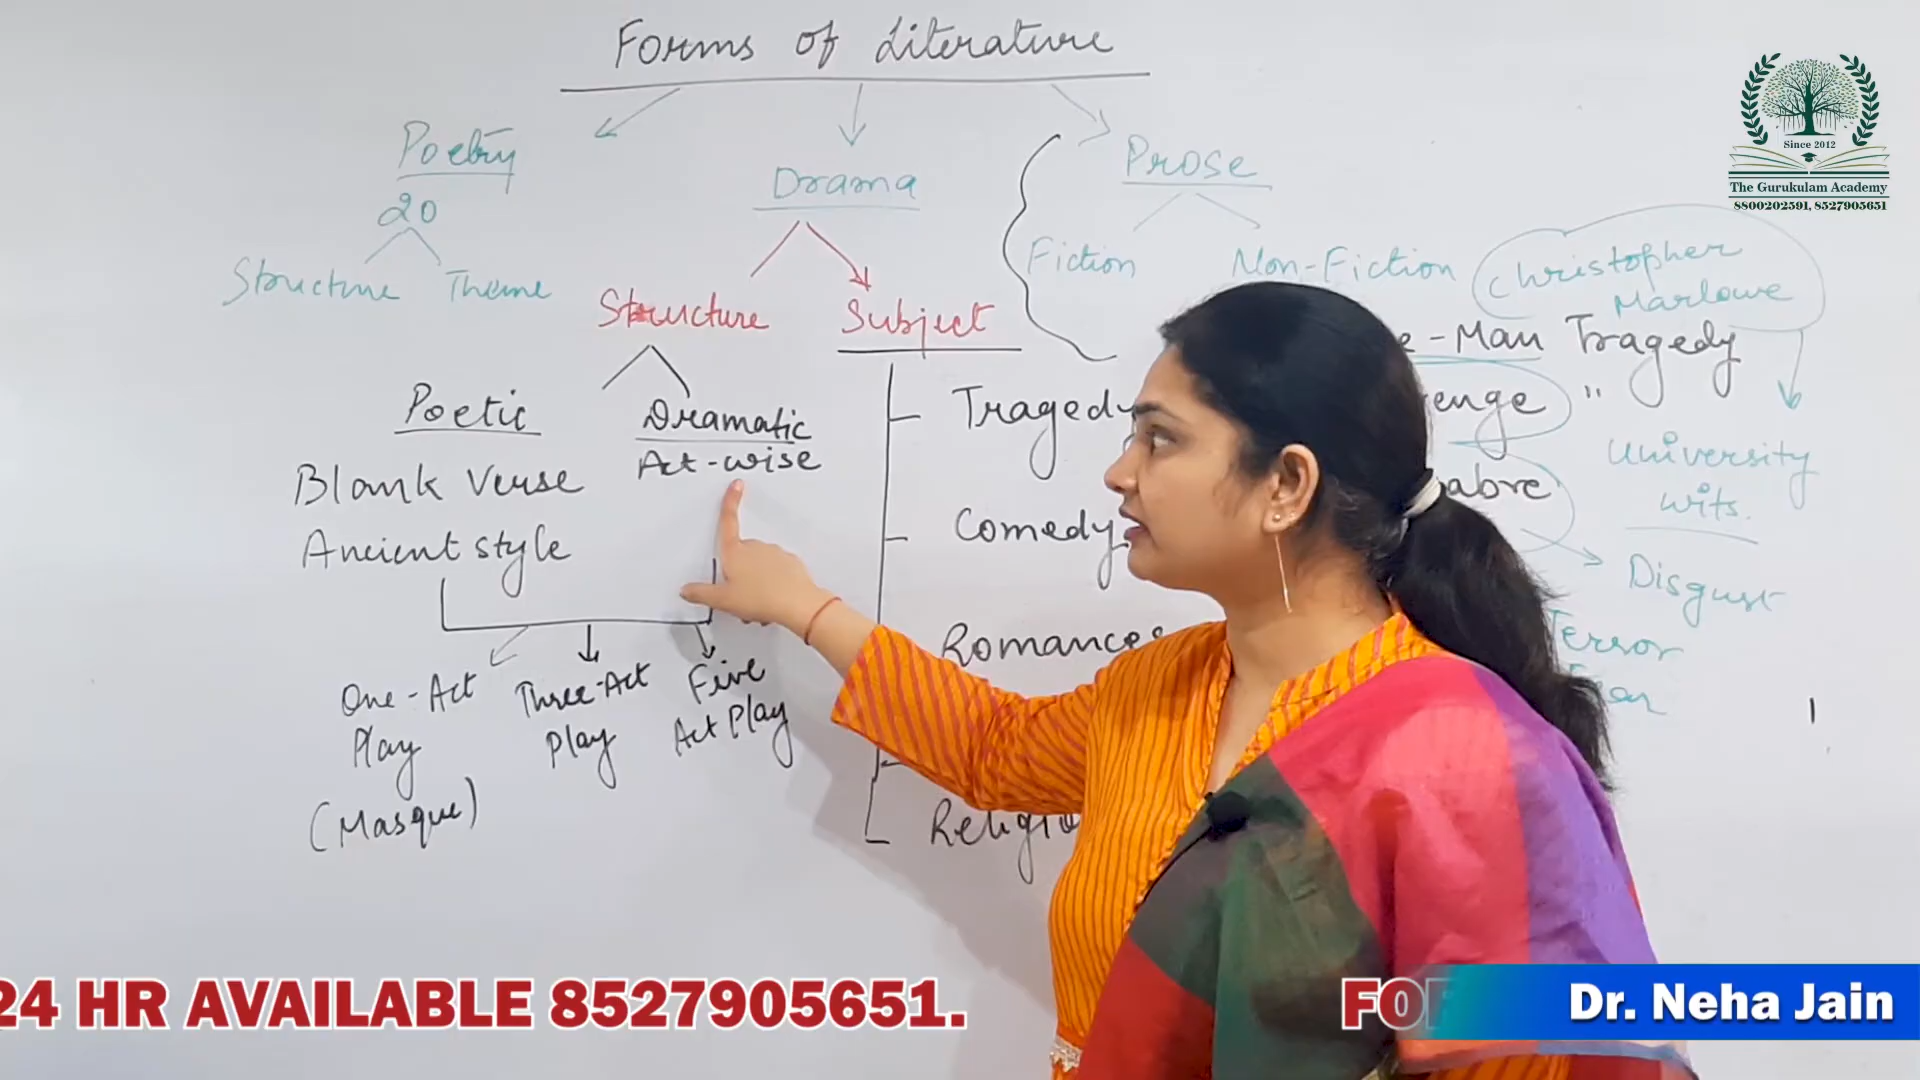 Forms of Literature
Poetry
20
Structure Theme
Drama
Structure
Subject
Prose
Fiction
Non-Fiction
Poetic
Blank Verse
Ancient style
Dramatic
Act-wise
One-Act
Play
(Masque)
Three-Act
Play
Five
Act Play
Tragedy
Comedy
Romances
Christopher
Marlowe
-Man Tragedy
"
University
wits.
Disgust
Terror
Since 2012
The Gurukulam Academy
8800202591, 8527905651
24 HR AVAILABLE 8527905651.
Dr. Neha Jain